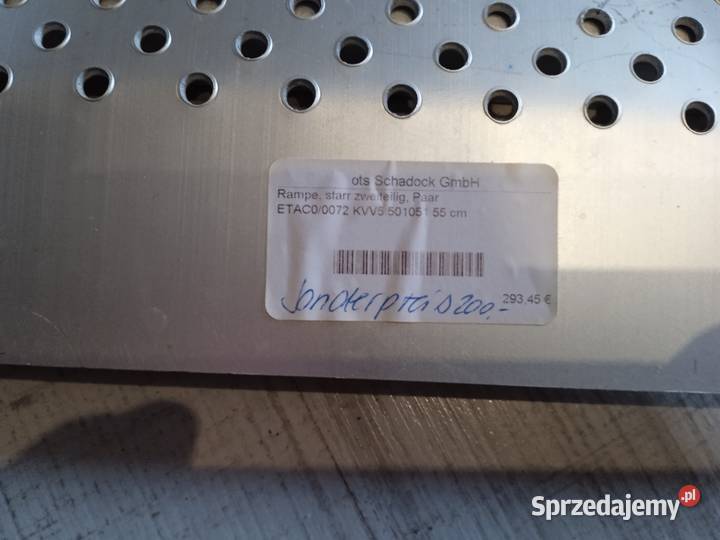 ots Schadock GmbH
Rampe, starr zweiteilig, Paar
ETAC0/0072 KVV5 501051 55 cm
293,45 €
Sonderpreis 200,-
Sprzedajemy.pl